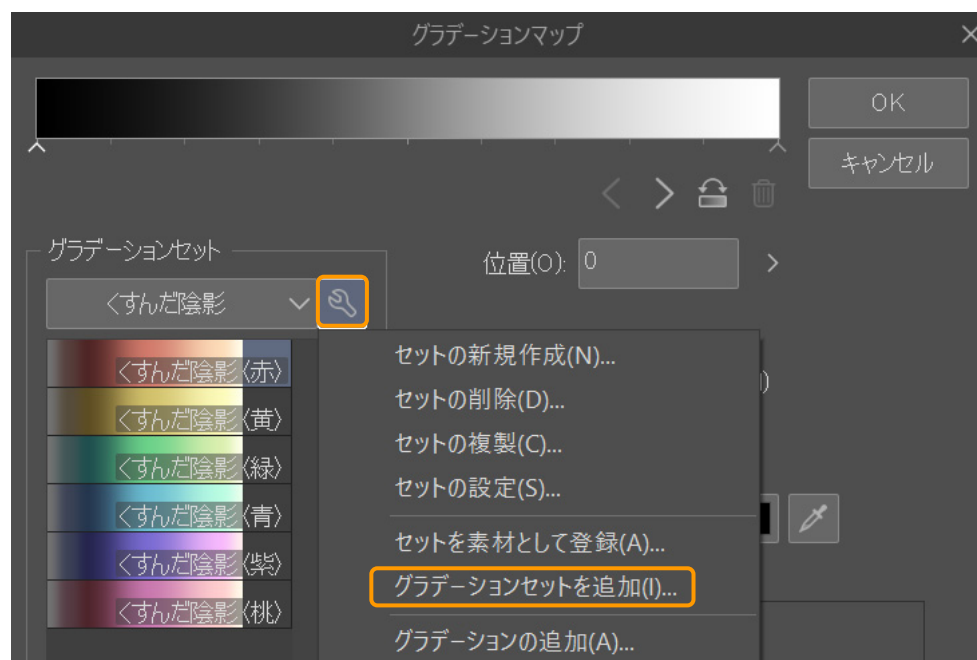 グラデーションマップ
OK
キャンセル
グラデーションセット
位置(O): 0
くすんだ陰影
くすんだ陰影〈赤〉
くすんだ陰影〈黄〉
くすんだ陰影〈緑〉
くすんだ陰影〈青〉
くすんだ陰影〈紫〉
くすんだ陰影〈桃〉
セットの新規作成(N)...
セットの削除(D)...
セットの複製(C)...
セットの設定(S)...
セットを素材として登録(A)...
グラデーションセットを追加(I)...
グラデーションの追加(A)...